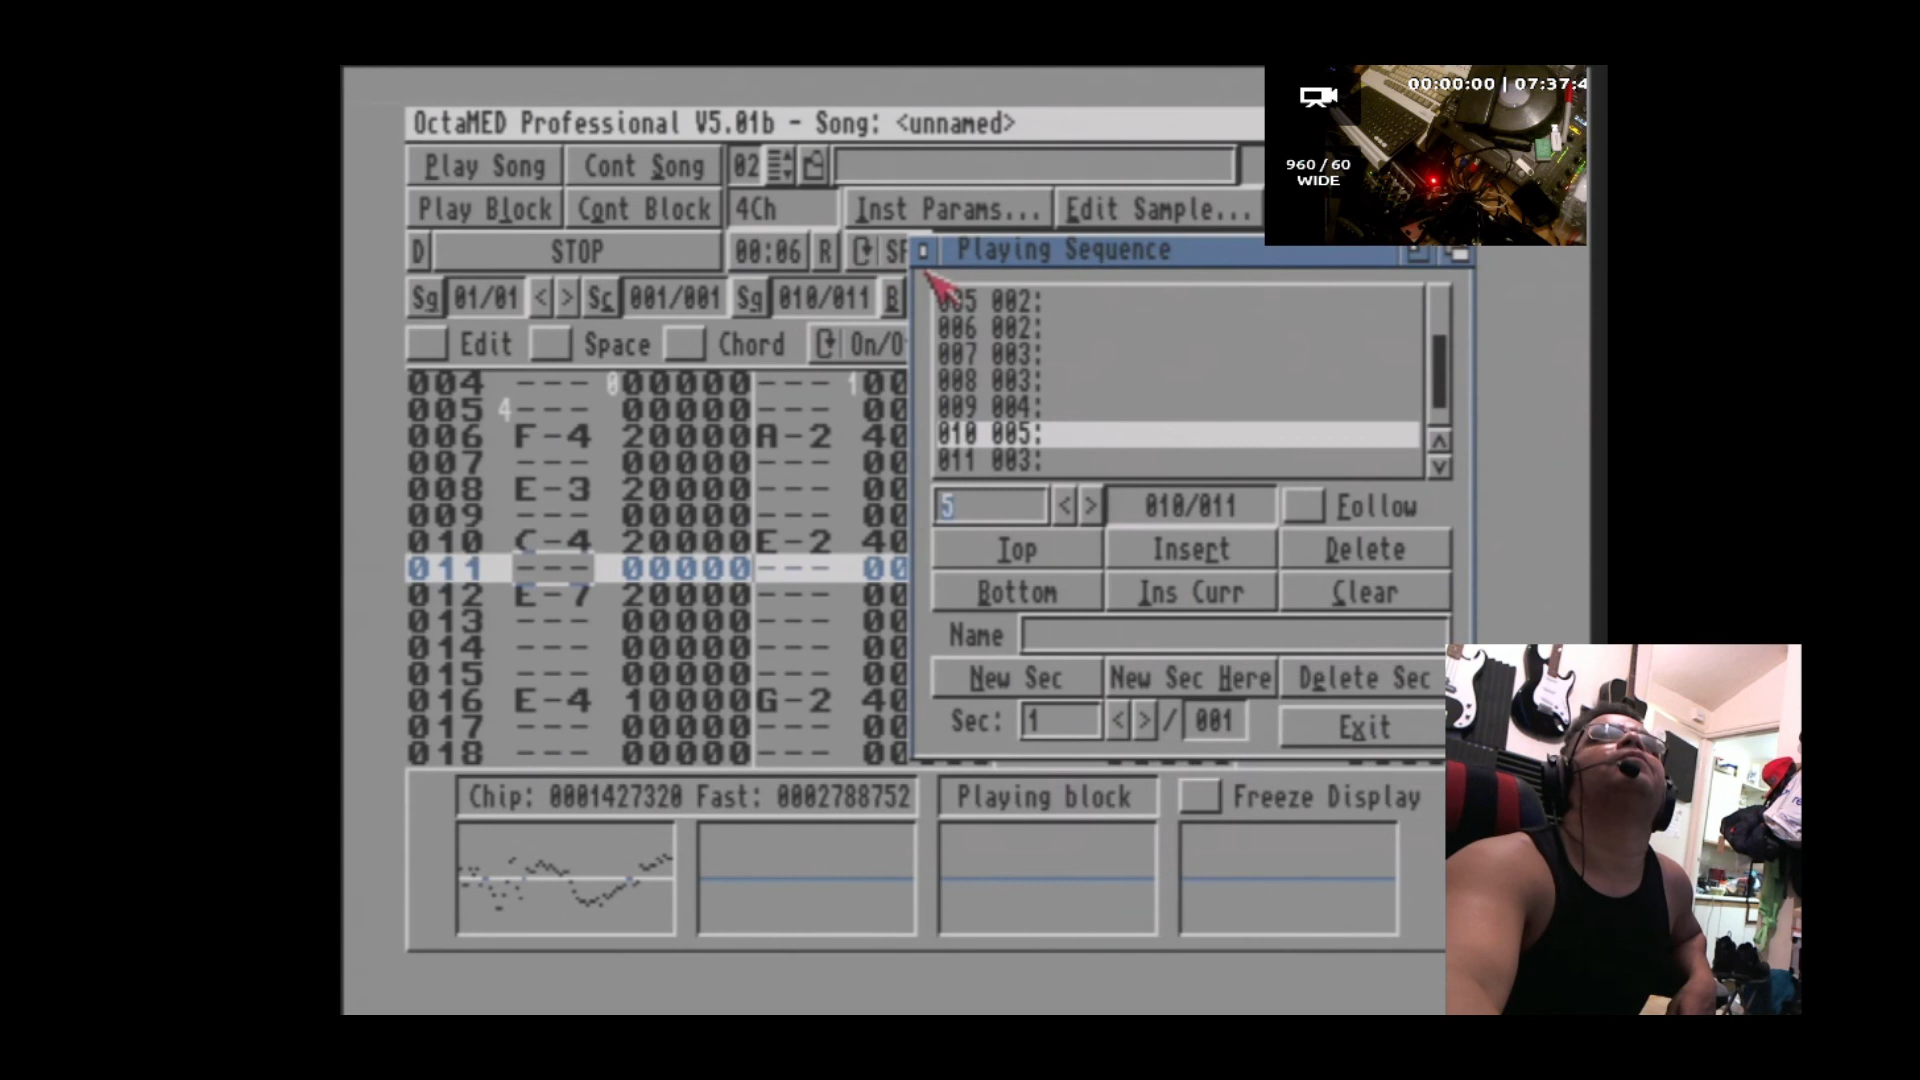 00:00:00 | 07:37:4
960 / 60
WIDE
OctaMED Professional V5.01b - Song: <unnamed>
Play Song Cont Song 02
Play Block Cont Block 4Ch Inst Params... Edit Sample...
D STOP 00:06 R
Sg 01/01 < > Sc 001/001 Sg 010/011 B
Edit Space Chord On/O
004 --- 00000 ---
005 --- 00000 --- 00
006 F-4 20000 A-2 40
007 --- 00000 --- 00
008 E-3 20000 --- 00
009 --- 00000 --- 00
010 C-4 20000 E-2 40
011 --- 00000 --- 00
012 E-7 20000 --- 00
013 --- 00000 --- 00
014 --- 00000 --- 00
015 --- 00000 --- 00
016 E-4 10000 G-2 40
017 --- 00000 --- 00
018 --- 00000 --- 00
Playing Sequence
005 002:
006 002:
007 003:
008 003:
009 004:
010 005:
011 003:
5 < > 010/011 Follow
Top Insert Delete
Bottom Ins Curr Clear
Name
New Sec New Sec Here Delete Sec
Sec: 1 < > / 001 Exit
Chip: 0001427320 Fast: 0002788752 Playing block Freeze Display